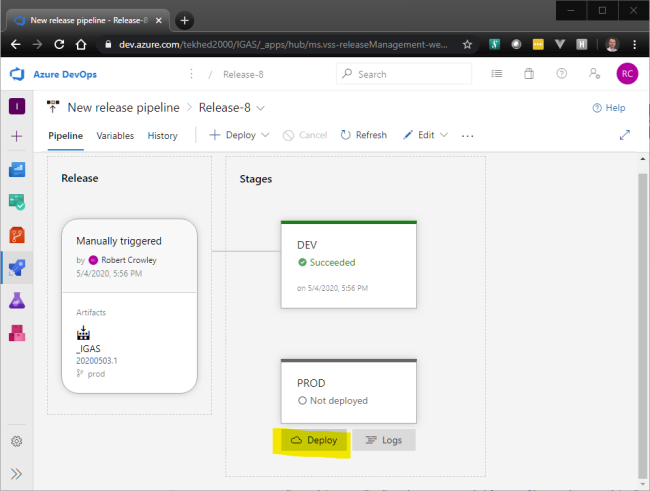 New release pipeline - Release-8
dev.azure.com/tekhed2000/IGAS/_apps/hub/ms.vss-releaseManagement-we...
Azure DevOps
/ Release-8
Search
RC
I
New release pipeline > Release-8
Help
Pipeline Variables History
Deploy Cancel Refresh Edit
Release
Stages
Manually triggered
by Robert Crowley
5/4/2020, 5:56 PM
Artifacts
_IGAS
20200503.1
prod
DEV
Succeeded
on 5/4/2020, 5:56 PM
PROD
Not deployed
Deploy Logs